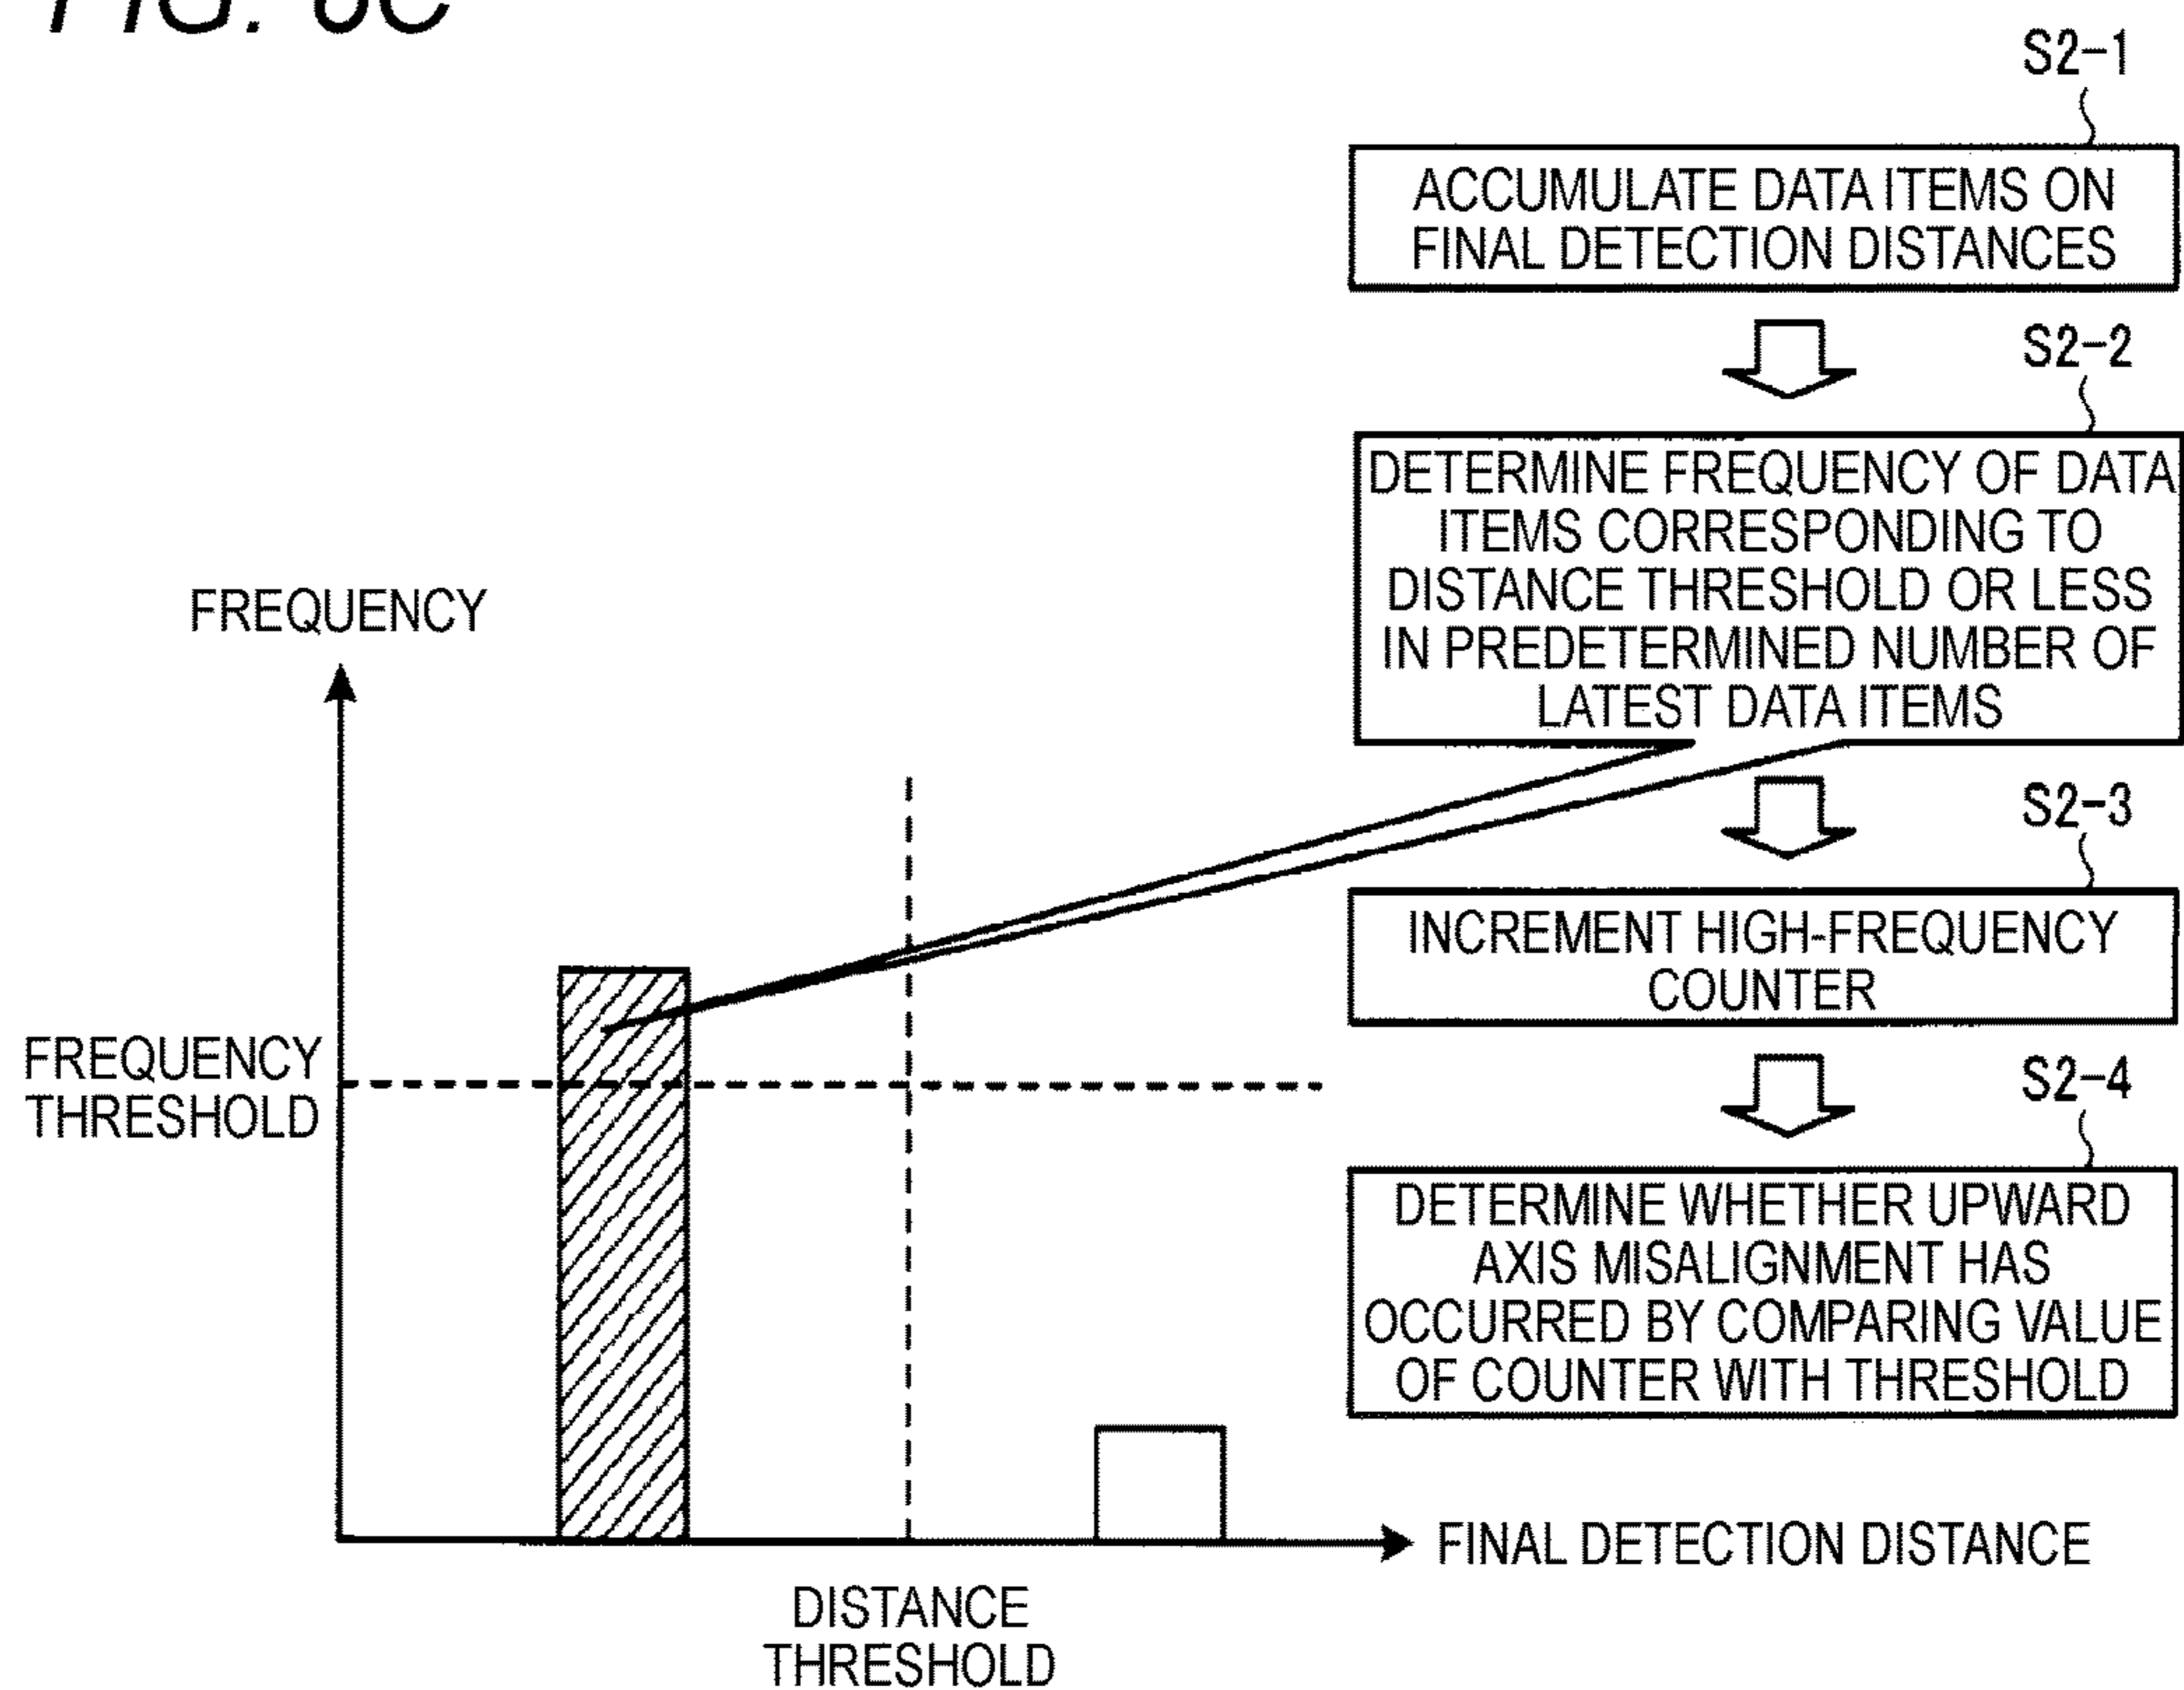 FIG. 6C
S2-1
ACCUMULATE DATA ITEMS ON
FINAL DETECTION DISTANCES
S2-2
DETERMINE FREQUENCY OF DATA
ITEMS CORRESPONDING TO
DISTANCE THRESHOLD OR LESS
IN PREDETERMINED NUMBER OF
LATEST DATA ITEMS
S2-3
INCREMENT HIGH-FREQUENCY
COUNTER
S2-4
DETERMINE WHETHER UPWARD
AXIS MISALIGNMENT HAS
OCCURRED BY COMPARING VALUE
OF COUNTER WITH THRESHOLD
FREQUENCY
FREQUENCY
THRESHOLD
FINAL DETECTION DISTANCE
DISTANCE
THRESHOLD